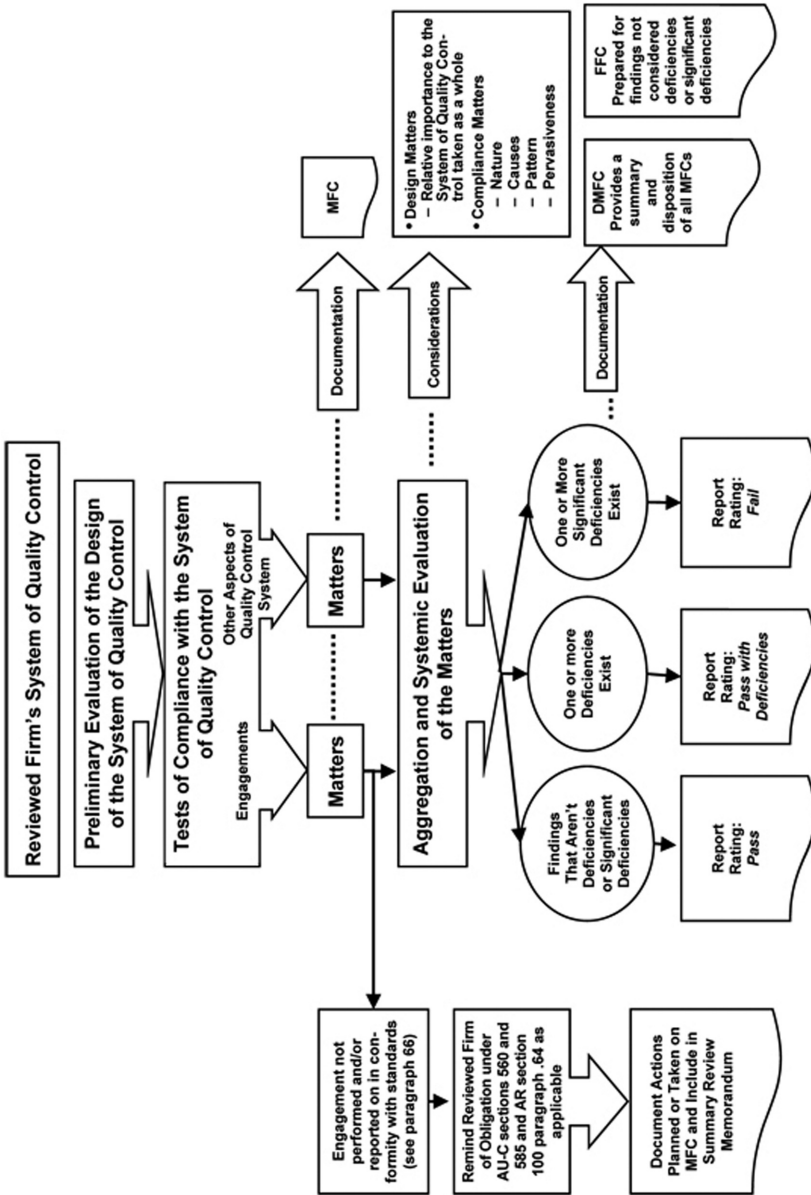 Reviewed Firm's System of Quality Control
Preliminary Evaluation of the Design
of the System of Quality Control
Tests of Compliance with the System
of Quality Control
Engagements
Other Aspects of
Quality Control
System
Matters
Matters
Documentation
MFC
Engagement not
performed and/or
reported on in con-
formity with standards
(see paragraph 66)
Remind Reviewed Firm
of Obligation under
AU-C sections 560 and
585 and AR section
100 paragraph .64 as
applicable
Document Actions
Planned or Taken on
MFC and Include in
Summary Review
Memorandum
Aggregation and Systemic Evaluation
of the Matters
Considerations
• Design Matters
– Relative importance to the
System of Quality Con-
trol taken as a whole
• Compliance Matters
– Nature
– Causes
– Pattern
– Pervasiveness
Findings
That Aren't
Deficiencies
or Significant
Deficiencies
One or more
Deficiencies
Exist
One or More
Significant
Deficiencies
Exist
Documentation
DMFC
Provides a
summary
and
disposition
of all MFCs
FFC
Prepared for
findings not
considered
deficiencies
or significant
deficiencies
Report
Rating:
Pass
Report
Rating:
Pass with
Deficiencies
Report
Rating:
Fail